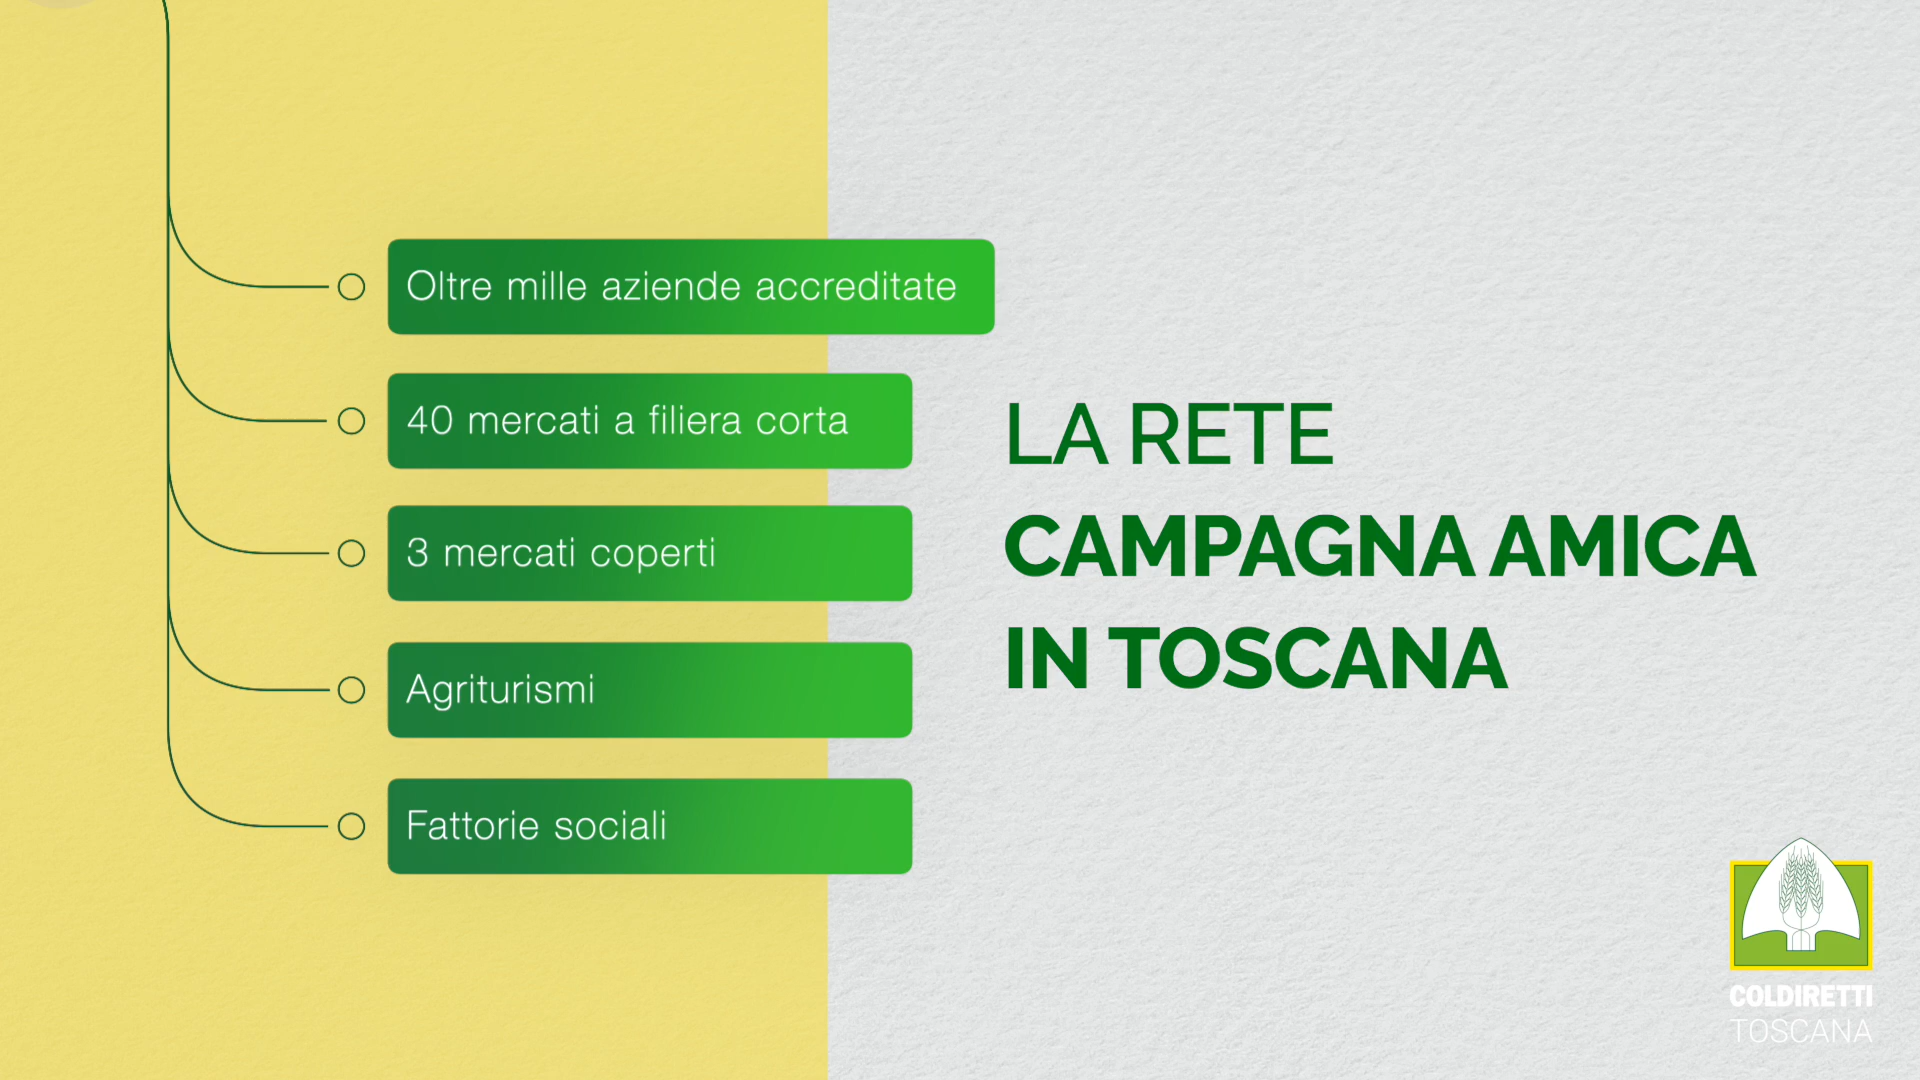 Oltre mille aziende accreditate
40 mercati a filiera corta
3 mercati coperti
Agriturismi
Fattorie sociali
LA RETE
CAMPAGNA AMICA
IN TOSCANA
COLDIRETTI
TOSCANA